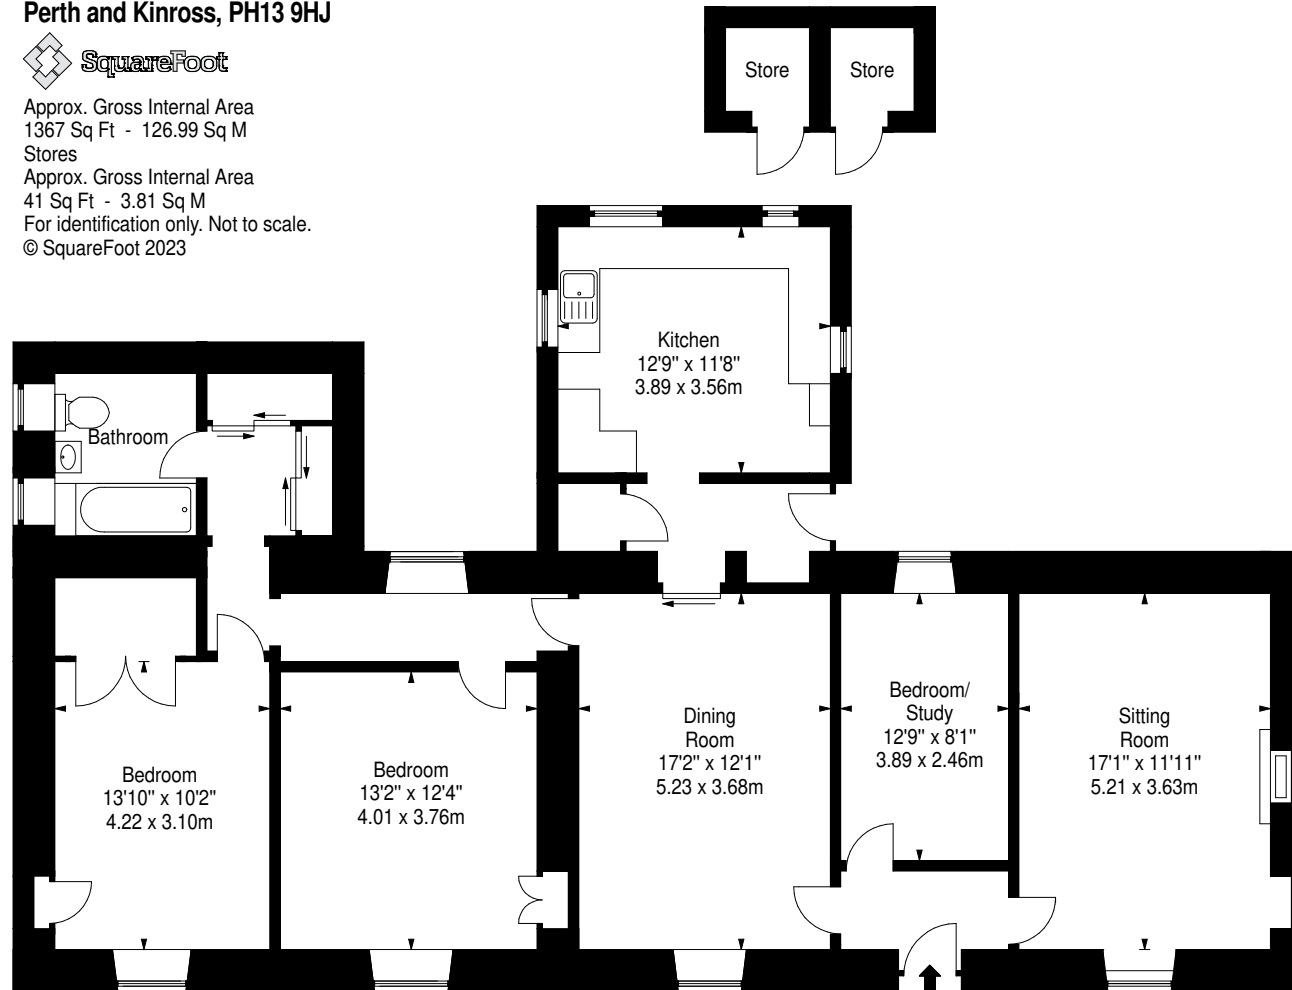 Perth and Kinross, PH13 9HJ
SquareFoot
Approx. Gross Internal Area
1367 Sq Ft - 126.99 Sq M
Stores
Approx. Gross Internal Area
41 Sq Ft - 3.81 Sq M
For identification only. Not to scale.
© SquareFoot 2023
Store
Store
Kitchen
12'9" x 11'8"
3.89 x 3.56m
Bathroom
Bedroom
13'10" x 10'2"
4.22 x 3.10m
Bedroom
13'2" x 12'4"
4.01 x 3.76m
Dining
Room
17'2" x 12'1"
5.23 x 3.68m
Bedroom/
Study
12'9" x 8'1"
3.89 x 2.46m
Sitting
Room
17'1" x 11'11"
5.21 x 3.63m